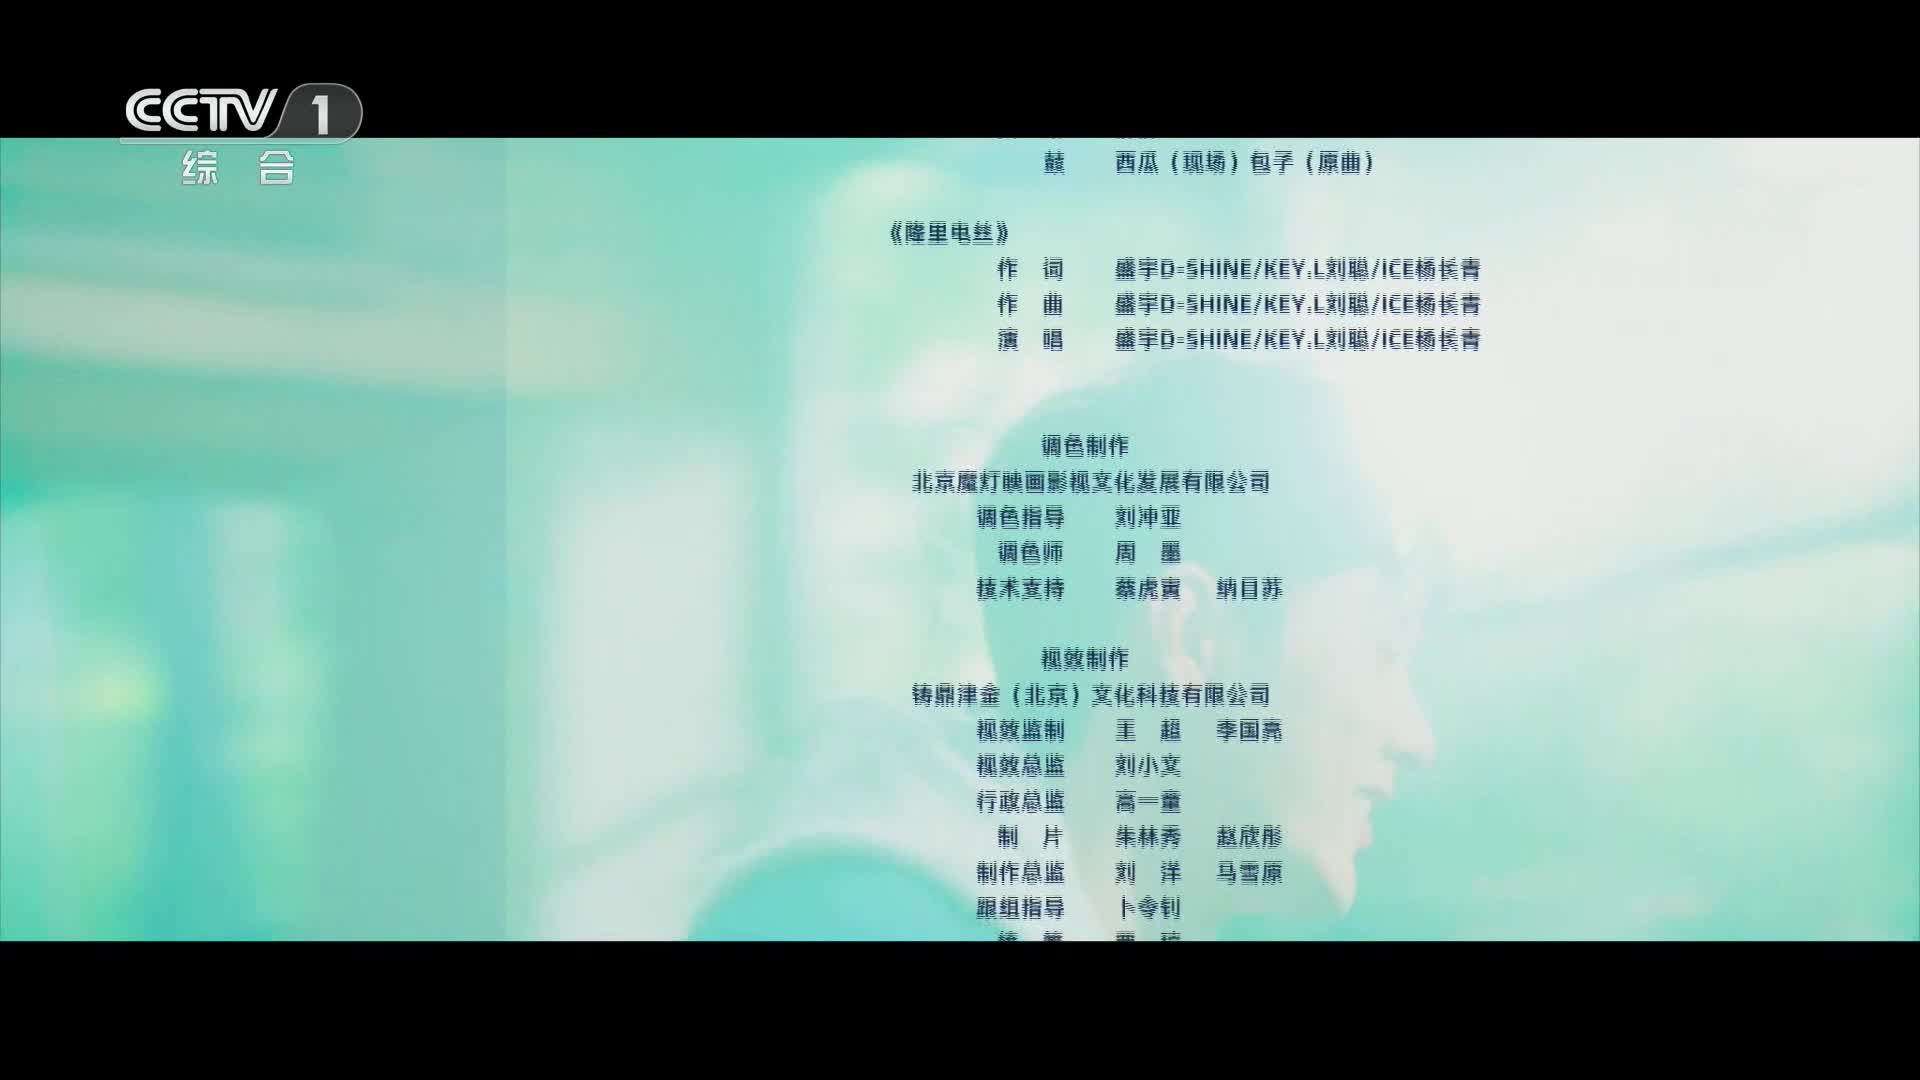 CCTV 1
综 合
鼓 西瓜（现场）包子（原曲）
《隆里电丝》
作 词 盛宇D-SHINE/KEY.L刘聪/ICE杨长青
作 曲 盛宇D-SHINE/KEY.L刘聪/ICE杨长青
演 唱 盛宇D-SHINE/KEY.L刘聪/ICE杨长青
调色制作
北京魔灯映画影视文化发展有限公司
调色指导 刘冲亚
调色师 周 墨
技术支持 蔡虎寅 纳日苏
视效制作
铸鼎津金（北京）文化科技有限公司
视效监制 王 超 李国亮
视效总监 刘小文
行政总监 高一童
制 片 朱林秀 赵欣彤
制作总监 刘 洋 马雪原
跟组指导 卜令钊